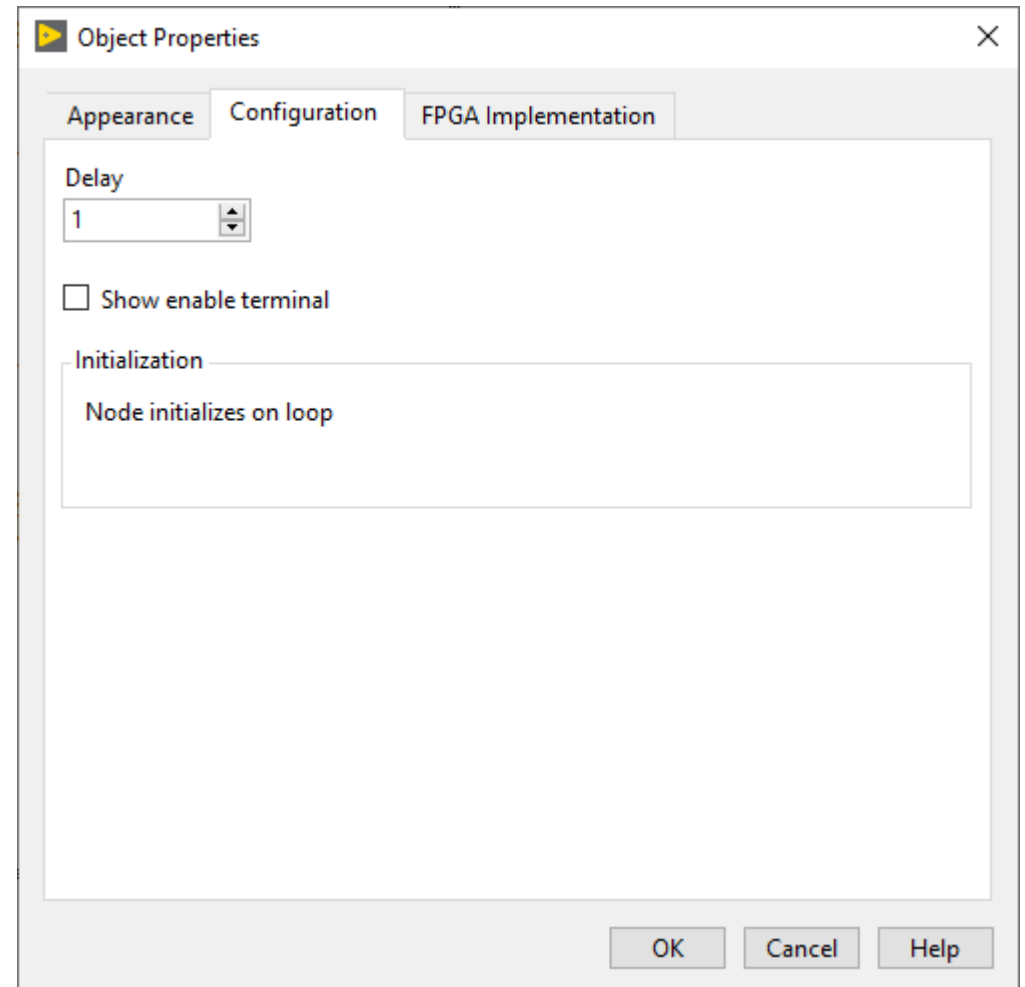 Object Properties
Appearance Configuration FPGA Implementation
Delay
1
Show enable terminal
Initialization
Node initializes on loop
OK Cancel Help